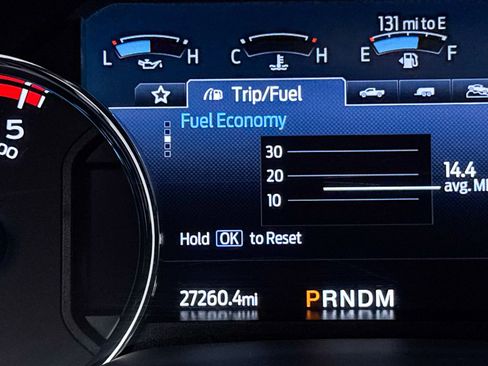 131 mi to E
L H C H E F
Trip/Fuel
Fuel Economy
5
00
30
20
10
14.4
avg. M
Hold OK to Reset
27260.4mi
PRNDM